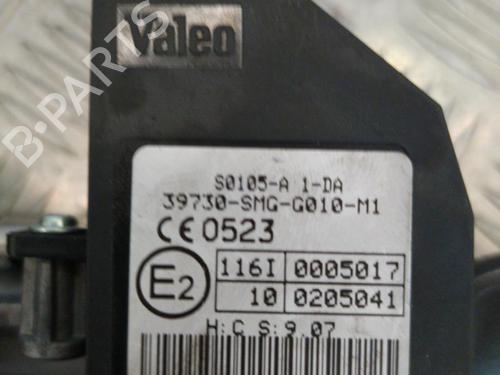 Valeo
B-PARTS
S0105-A 1-DA
39730-SMG-G010-M1
CE 0523
E2
116I 0005017
10 0205041
H:C S:9.07